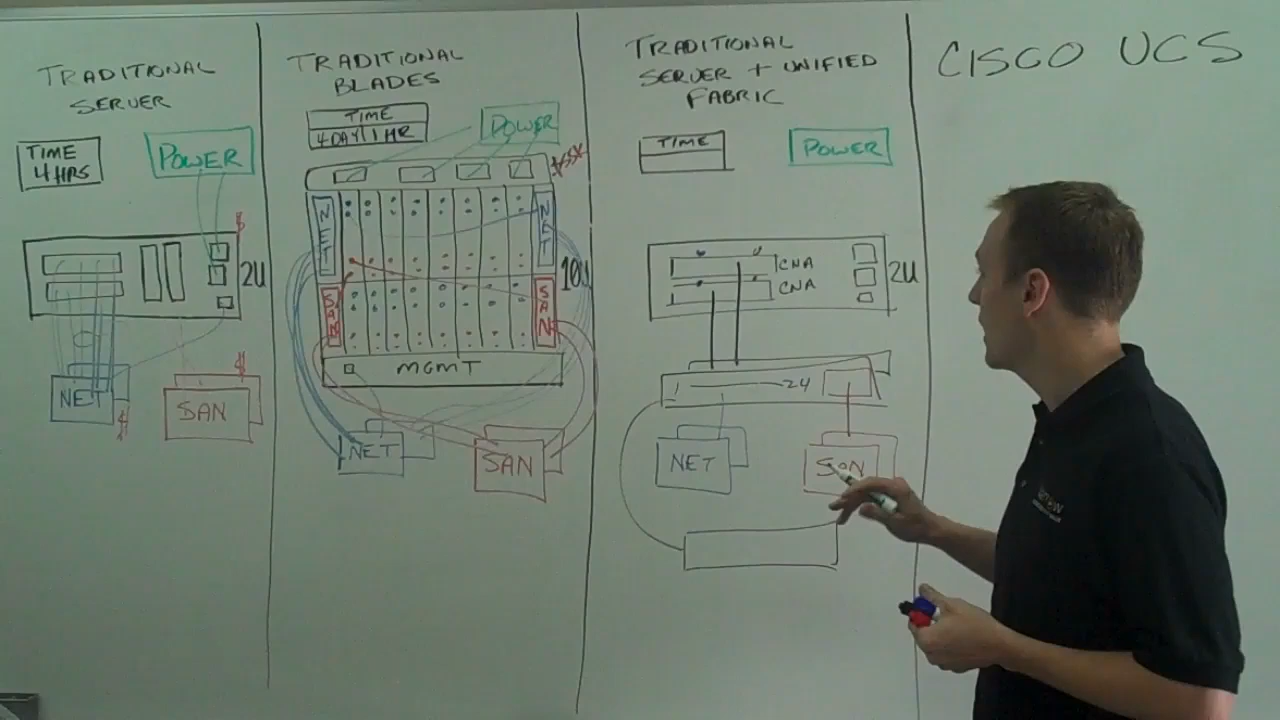 TRADITIONAL
SERVER
TIME
4 HRS
POWER
$
2U
NET
$
$
SAN
TRADITIONAL
BLADES
TIME
4 DAY/1 HR
POWER
NET
NET
10U
SAN
SAN
MGMT
NET
SAN
TRADITIONAL
SERVER + UNIFIED
FABRIC
TIME
POWER
CNA
CNA
2U
1 24
NET
SAN
CISCO UCS